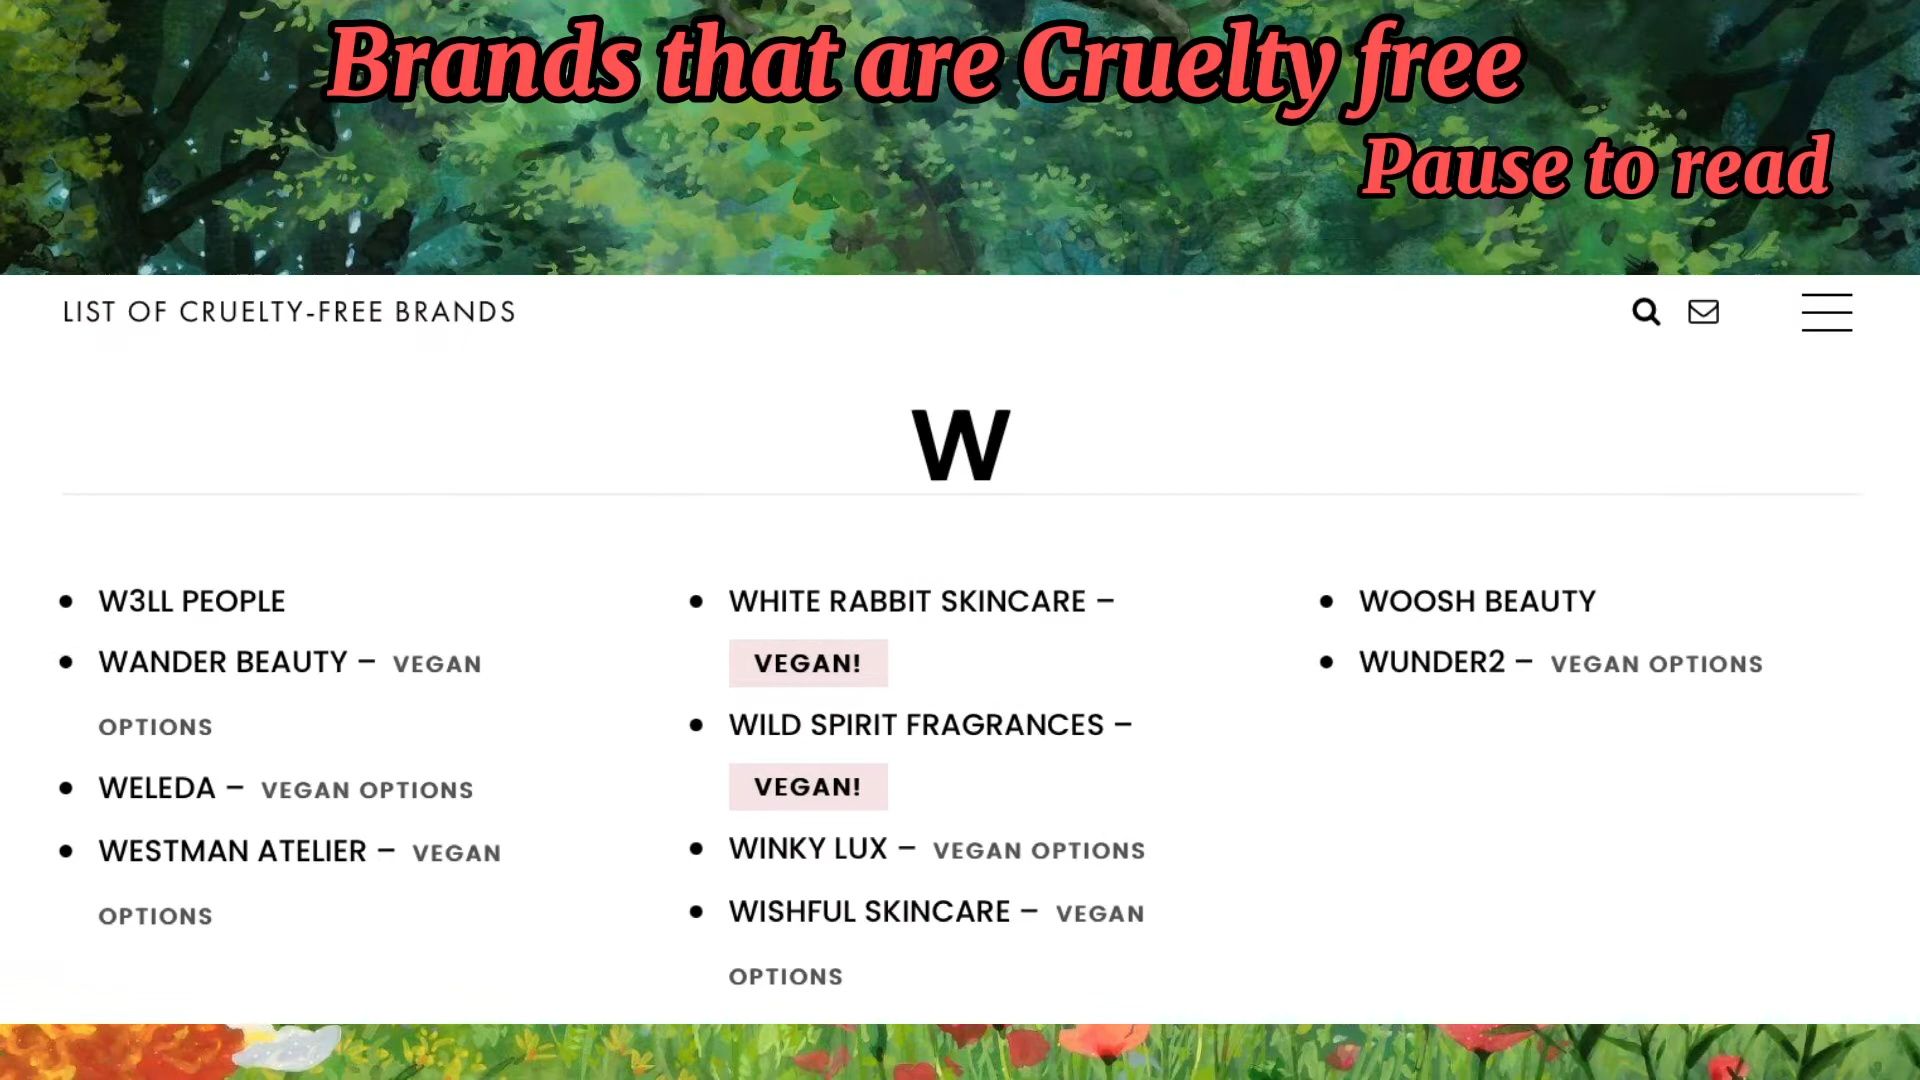 Brands that are Cruelty free
Pause to read
LIST OF CRUELTY-FREE BRANDS
W
• W3LL PEOPLE
• WANDER BEAUTY – VEGAN
OPTIONS
• WELEDA – VEGAN OPTIONS
• WESTMAN ATELIER – VEGAN
OPTIONS
• WHITE RABBIT SKINCARE –
VEGAN!
• WILD SPIRIT FRAGRANCES –
VEGAN!
• WINKY LUX – VEGAN OPTIONS
• WISHFUL SKINCARE – VEGAN
OPTIONS
• WOOSH BEAUTY
• WUNDER2 – VEGAN OPTIONS